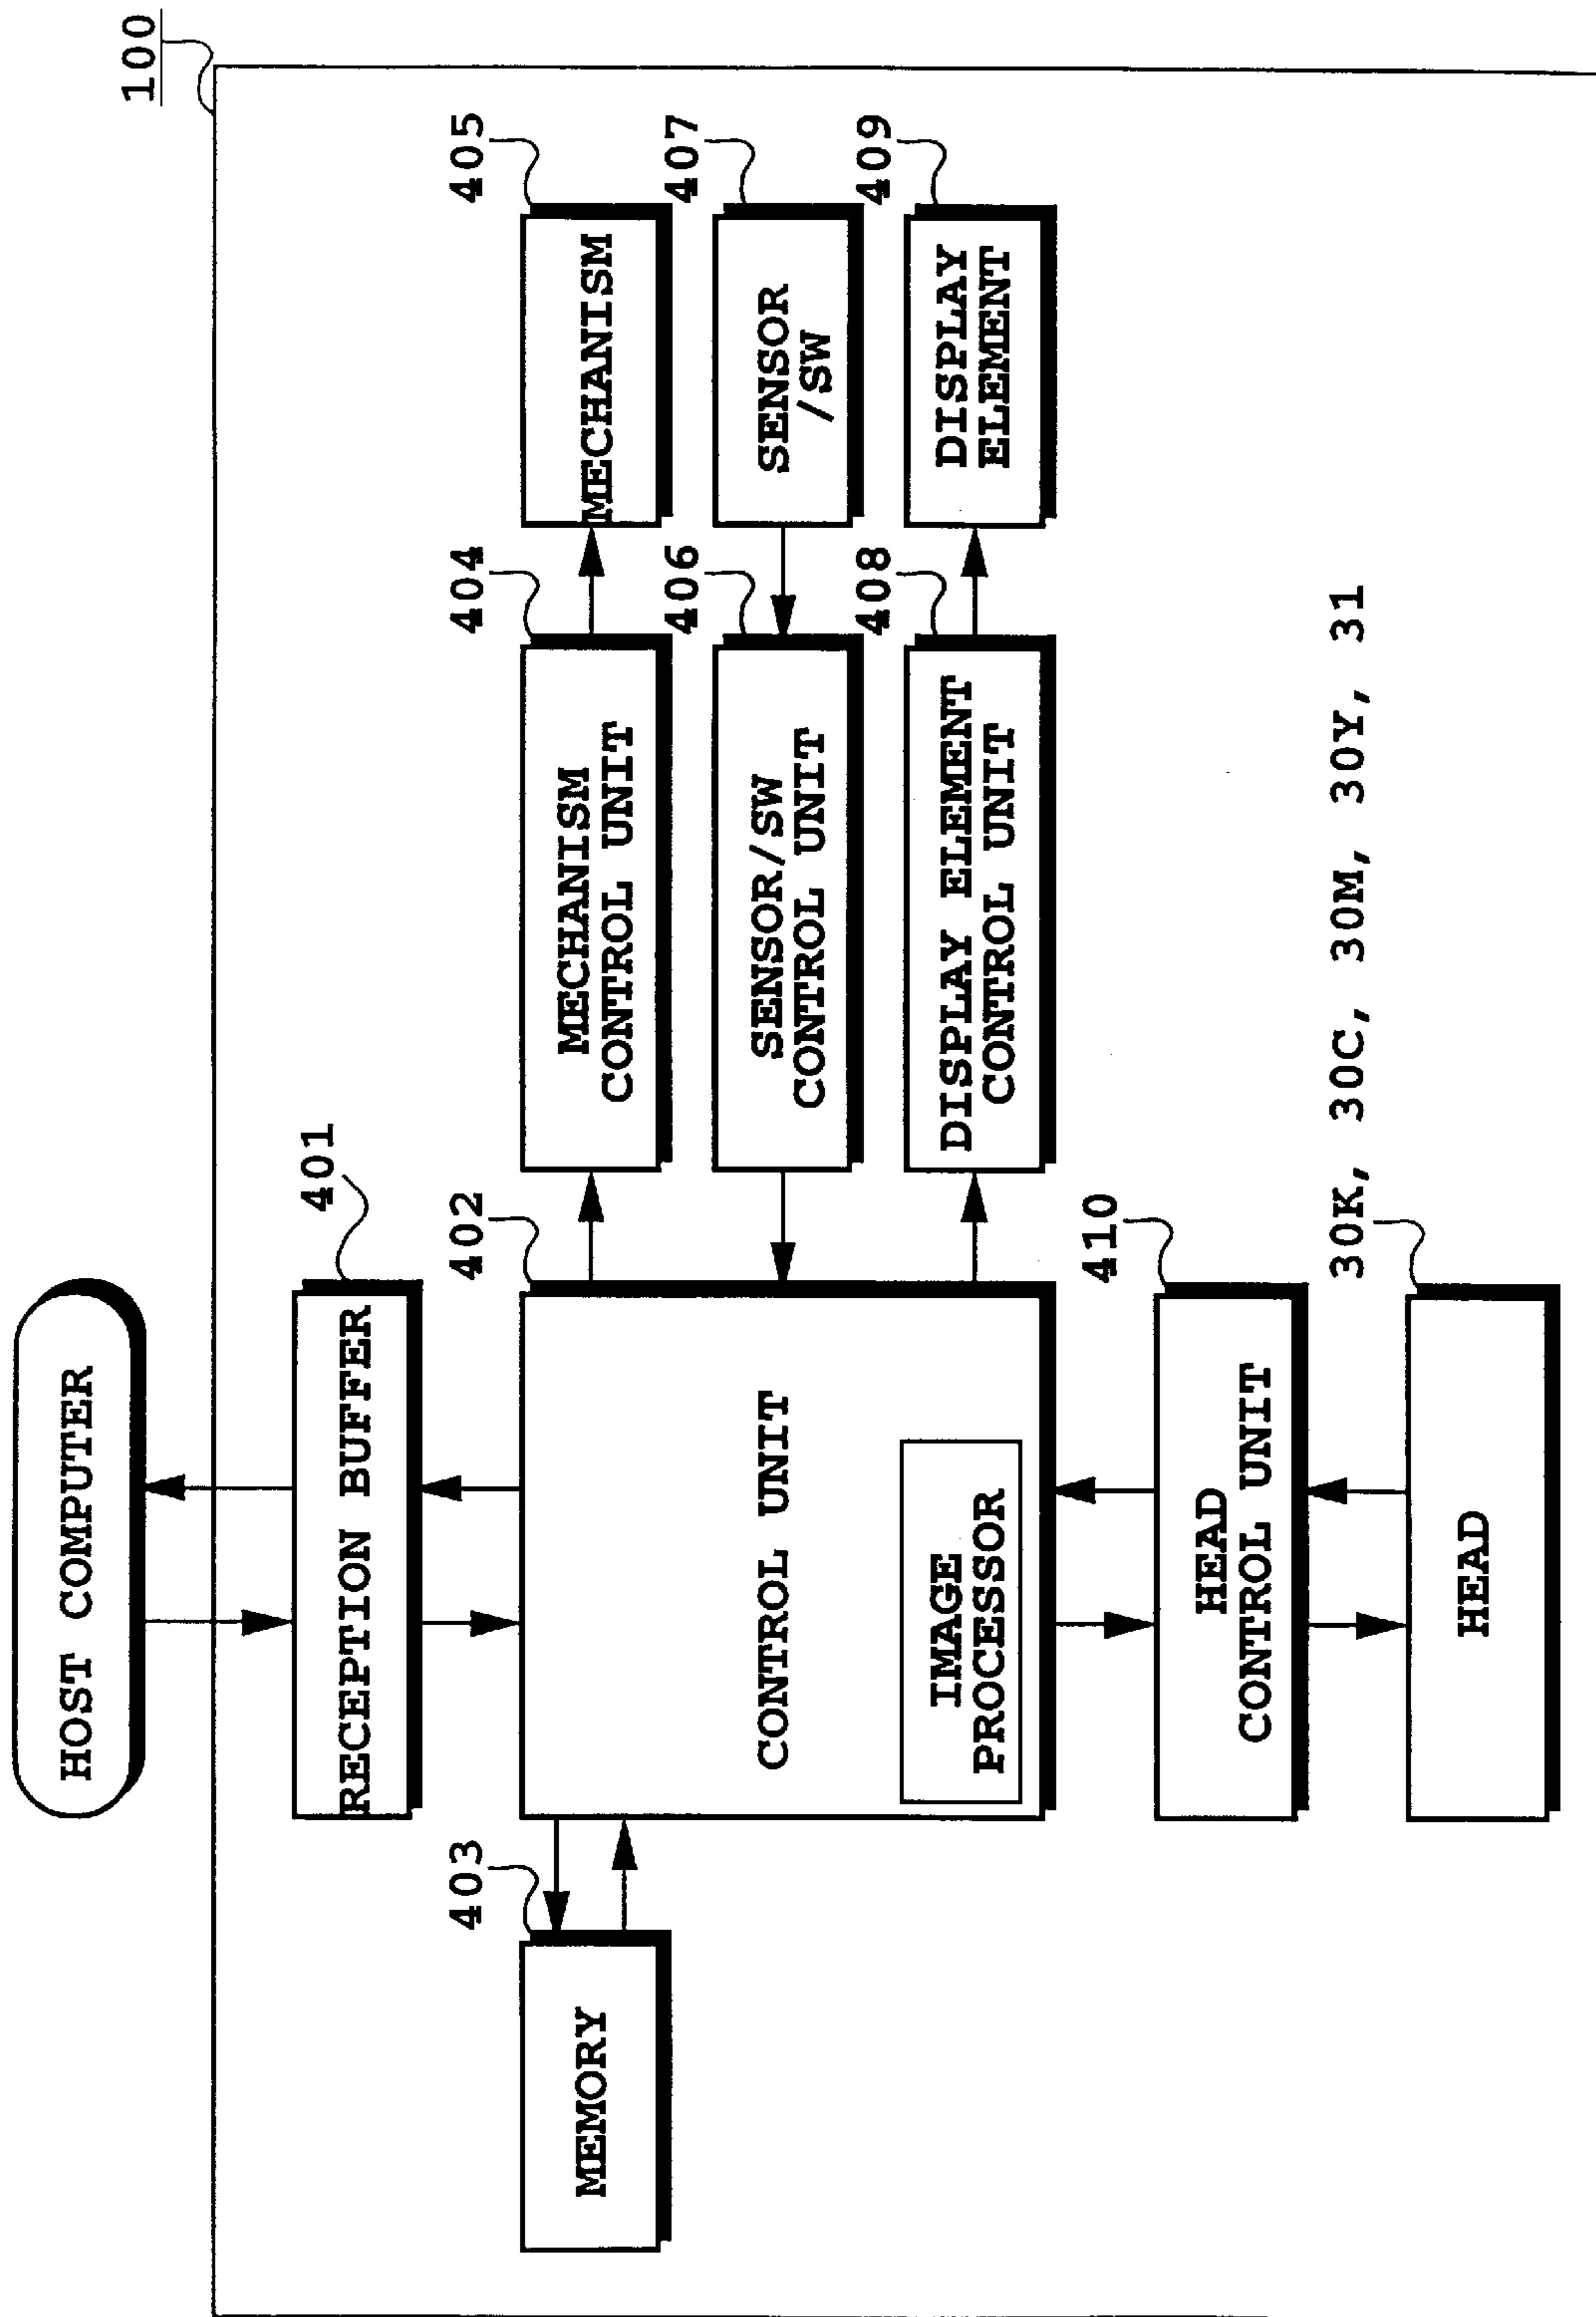 100
HOST COMPUTER
401
RECEPTION BUFFER
403
402
404
405
MEMORY
CONTROL UNIT
MECHANISM
CONTROL UNIT
MECHANISM
406
407
SENSOR/SW
CONTROL UNIT
SENSOR
/SW
408
409
IMAGE
PROCESSOR
DISPLAY ELEMENT
CONTROL UNIT
DISPLAY
ELEMENT
410
HEAD
CONTROL UNIT
30K, 30C, 30M, 30Y, 31
HEAD